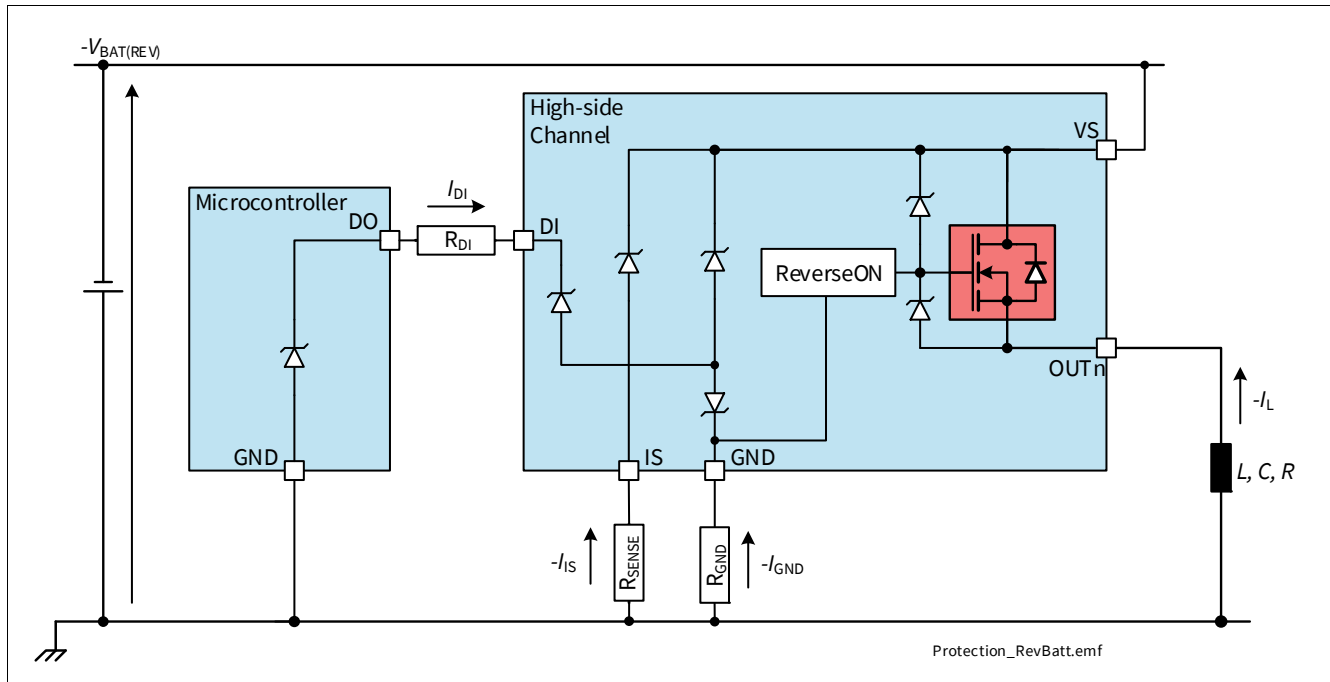 -VBAT(REV)
High-side
Channel
VS
Microcontroller
IDI
DO
RDI
DI
ReverseON
OUTn
-IL
GND
IS
GND
L, C, R
-IIS
RSENSE
RGND
-IGND
Protection_RevBatt.emf